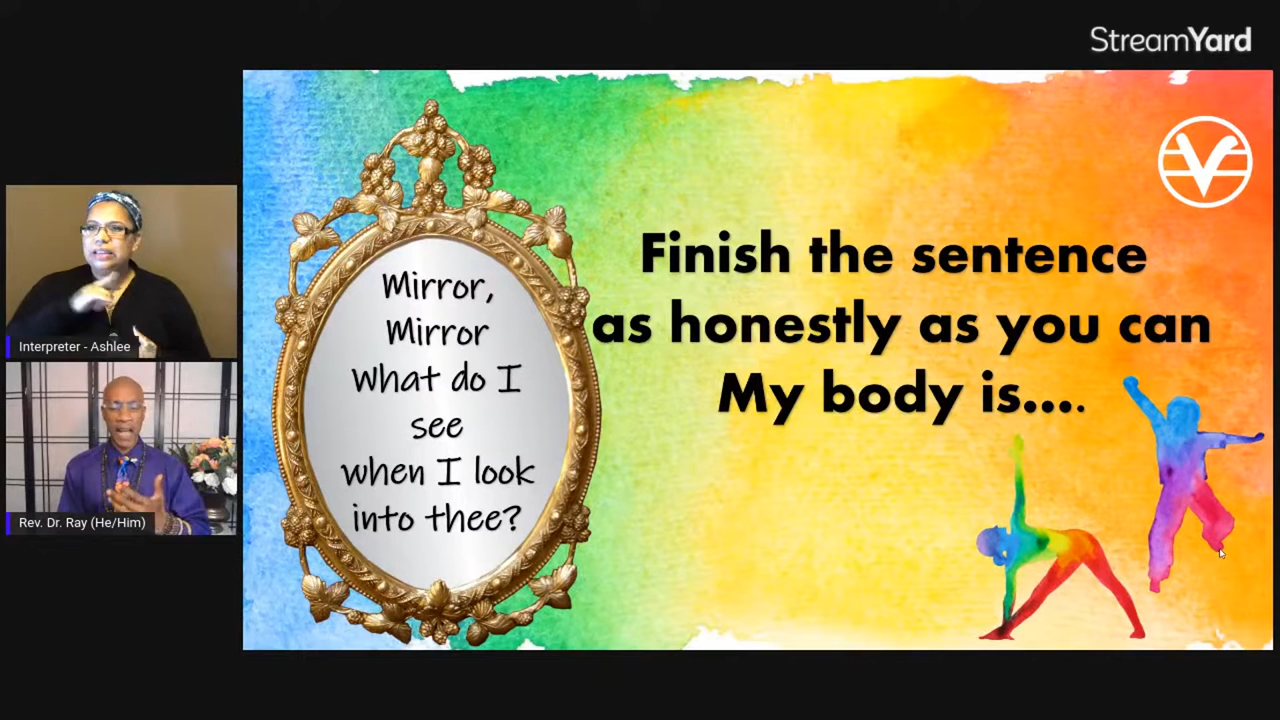 StreamYard
Mirror,
Mirror
What do I
see
when I look
into thee?
Finish the sentence
as honestly as you can
My body is....
Interpreter - Ashlee
Rev. Dr. Ray (He/Him)